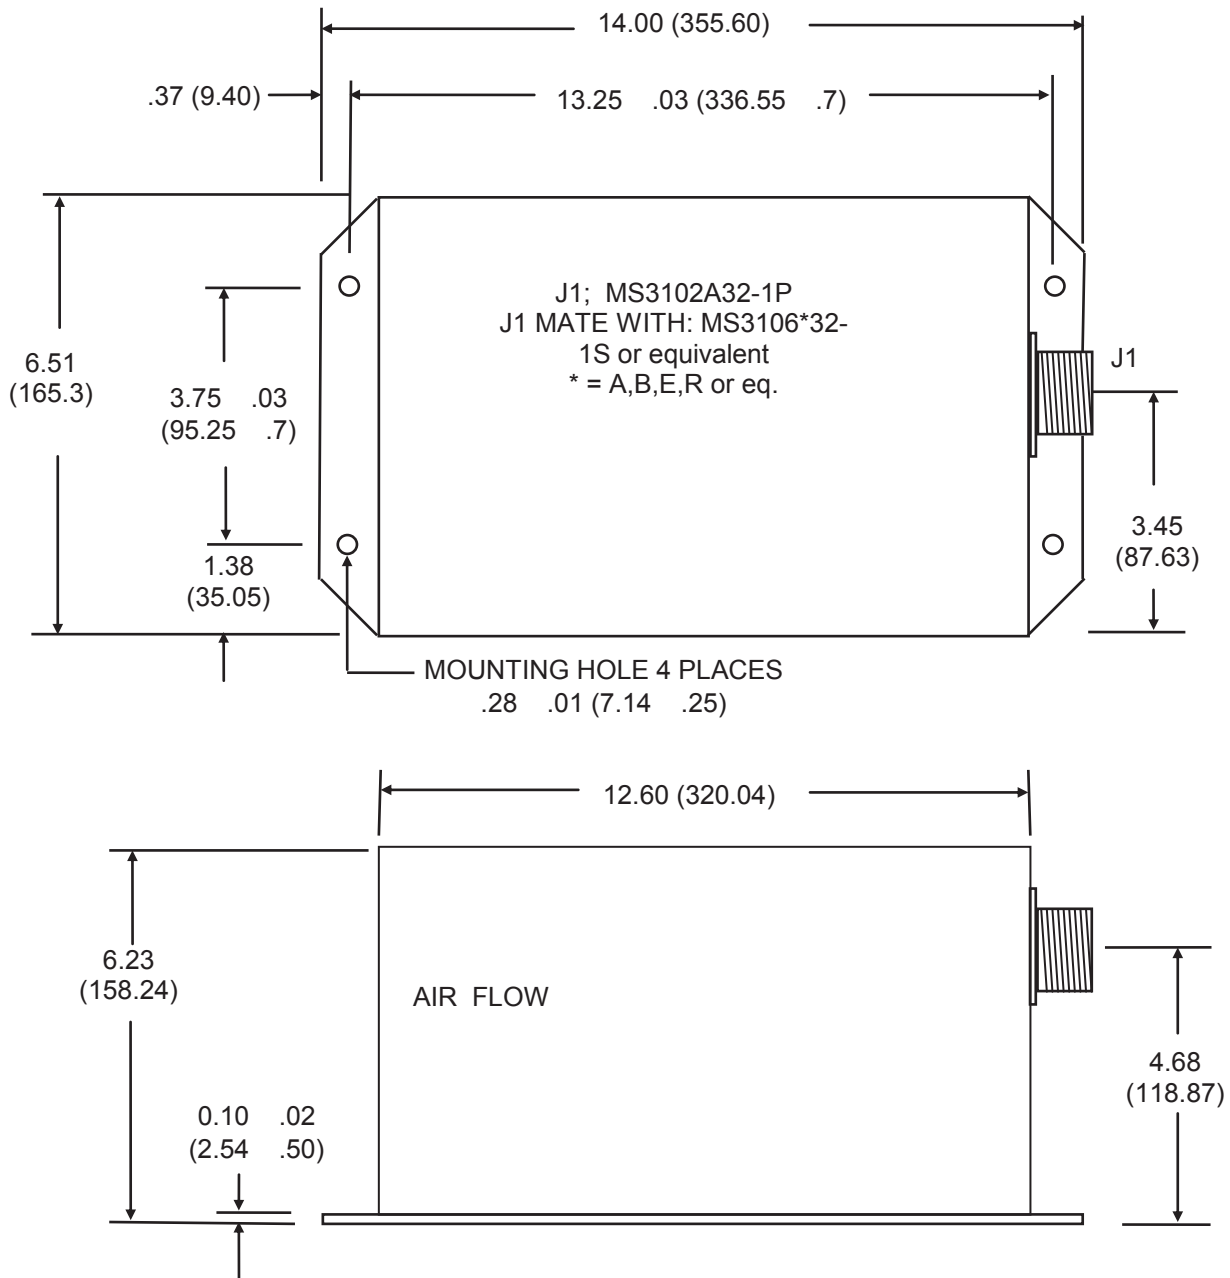 14.00 (355.60)
.37 (9.40)
13.25 .03 (336.55 .7)
J1; MS3102A32-1P
J1 MATE WITH: MS3106*32-
1S or equivalent
* = A,B,E,R or eq.
J1
6.51
(165.3)
3.75 .03
(95.25 .7)
3.45
(87.63)
1.38
(35.05)
MOUNTING HOLE 4 PLACES
.28 .01 (7.14 .25)
12.60 (320.04)
6.23
(158.24)
AIR FLOW
4.68
(118.87)
0.10 .02
(2.54 .50)